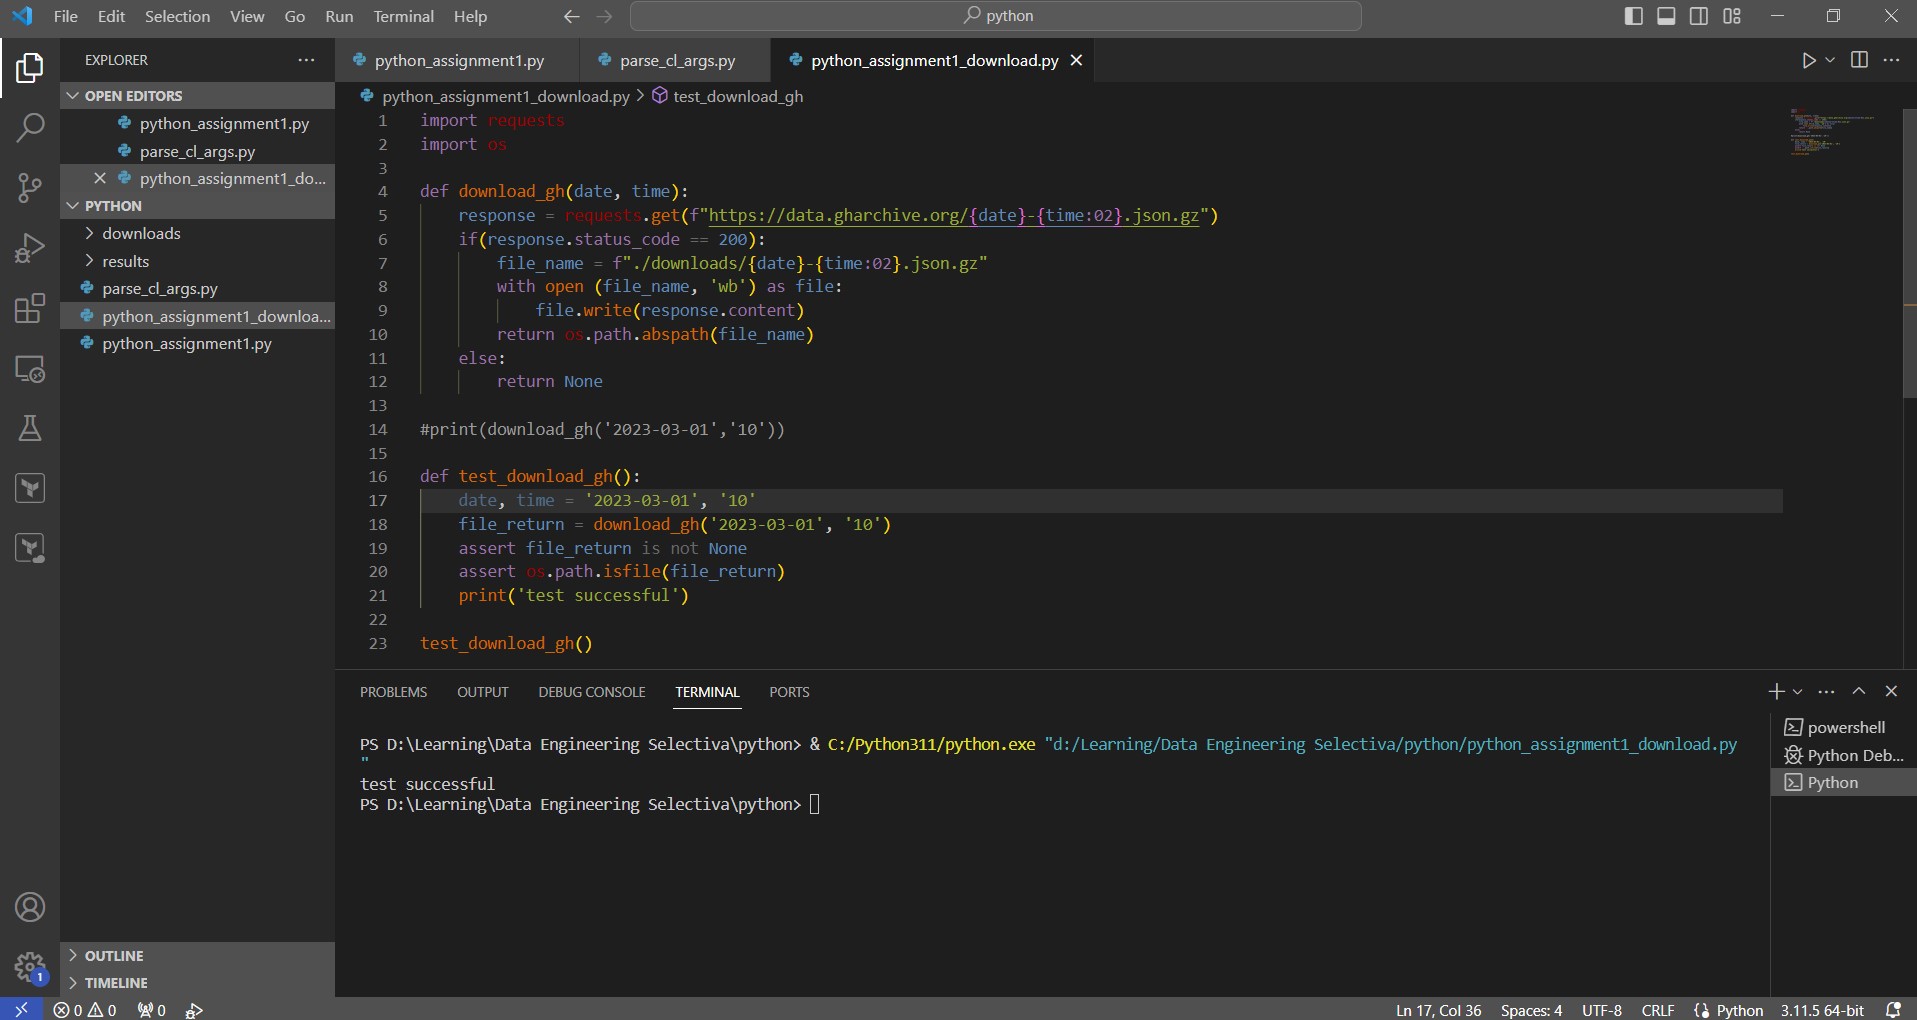 File Edit Selection View Go Run Terminal Help
python
EXPLORER
python_assignment1.py
parse_cl_args.py
python_assignment1_download.py
OPEN EDITORS
python_assignment1.py
parse_cl_args.py
python_assignment1_do...
PYTHON
downloads
results
parse_cl_args.py
python_assignment1_downloa...
python_assignment1.py
OUTLINE
TIMELINE
python_assignment1_download.py > test_download_gh
1 import requests
2 import os
3
4 def download_gh(date, time):
5     response = requests.get(f"https://data.gharchive.org/{date}-{time:02}.json.gz")
6     if(response.status_code == 200):
7         file_name = f"./downloads/{date}-{time:02}.json.gz"
8         with open (file_name, 'wb') as file:
9             file.write(response.content)
10         return os.path.abspath(file_name)
11     else:
12         return None
13
14 #print(download_gh('2023-03-01','10'))
15
16 def test_download_gh():
17     date, time = '2023-03-01', '10'
18     file_return = download_gh('2023-03-01', '10')
19     assert file_return is not None
20     assert os.path.isfile(file_return)
21     print('test successful')
22
23 test_download_gh()
PROBLEMS OUTPUT DEBUG CONSOLE TERMINAL PORTS
PS D:\Learning\Data Engineering Selectiva\python> & C:/Python311/python.exe "d:/Learning/Data Engineering Selectiva/python/python_assignment1_download.py
"
test successful
PS D:\Learning\Data Engineering Selectiva\python>
powershell
Python Deb...
Python
1
0 0 0
Ln 17, Col 36 Spaces: 4 UTF-8 CRLF Python 3.11.5 64-bit